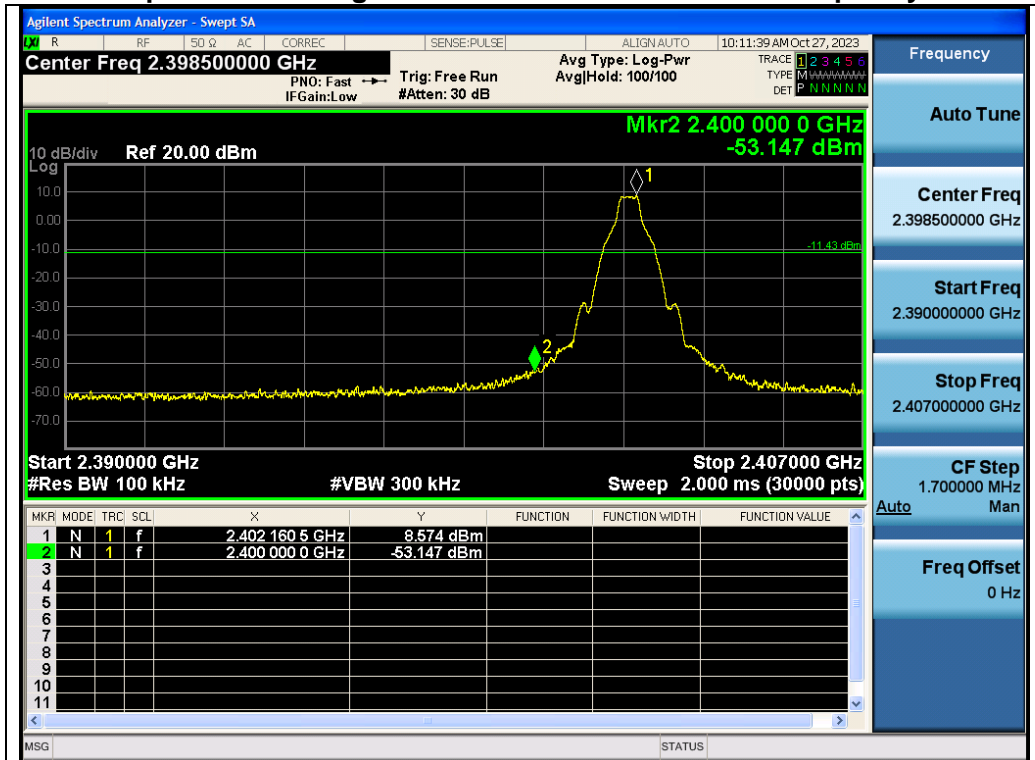 Agilent Spectrum Analyzer - Swept SA
LXI R RF 50 Ω AC CORREC SENSE:PULSE ALIGN AUTO 10:11:39 AM Oct 27, 2023
Center Freq 2.398500000 GHz
PNO: Fast
IFGain:Low
Trig: Free Run
#Atten: 30 dB
Avg Type: Log-Pwr
Avg|Hold: 100/100
TRACE 1 2 3 4 5 6
TYPE M
DET P N N N N N
Mkr2 2.400 000 0 GHz
-53.147 dBm
10 dB/div Ref 20.00 dBm
Log
10.0
0.00
-10.0
-20.0
-30.0
-40.0
-50.0
-60.0
-70.0
1
-11.43 dBm
2
Start 2.390000 GHz Stop 2.407000 GHz
#Res BW 100 kHz #VBW 300 kHz Sweep 2.000 ms (30000 pts)
MKR MODE TRC SCL X Y FUNCTION FUNCTION WIDTH FUNCTION VALUE
1 N 1 f 2.402 160 5 GHz 8.574 dBm
2 N 1 f 2.400 000 0 GHz -53.147 dBm
3
4
5
6
7
8
9
10
11
MSG STATUS
Frequency
Auto Tune
Center Freq
2.398500000 GHz
Start Freq
2.390000000 GHz
Stop Freq
2.407000000 GHz
CF Step
1.700000 MHz
Auto Man
Freq Offset
0 Hz